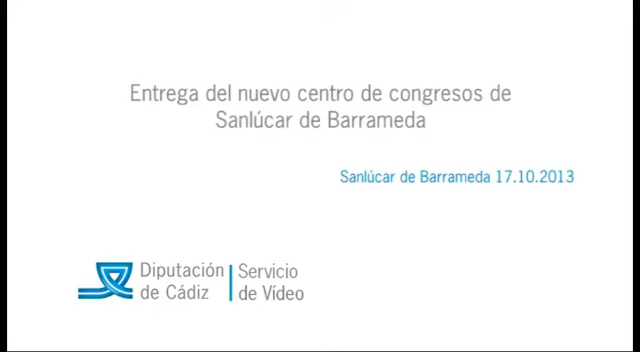 Entrega del nuevo centro de congresos de
Sanlúcar de Barrameda
Sanlúcar de Barrameda 17.10.2013
Diputación
de Cádiz
Servicio
de Vídeo